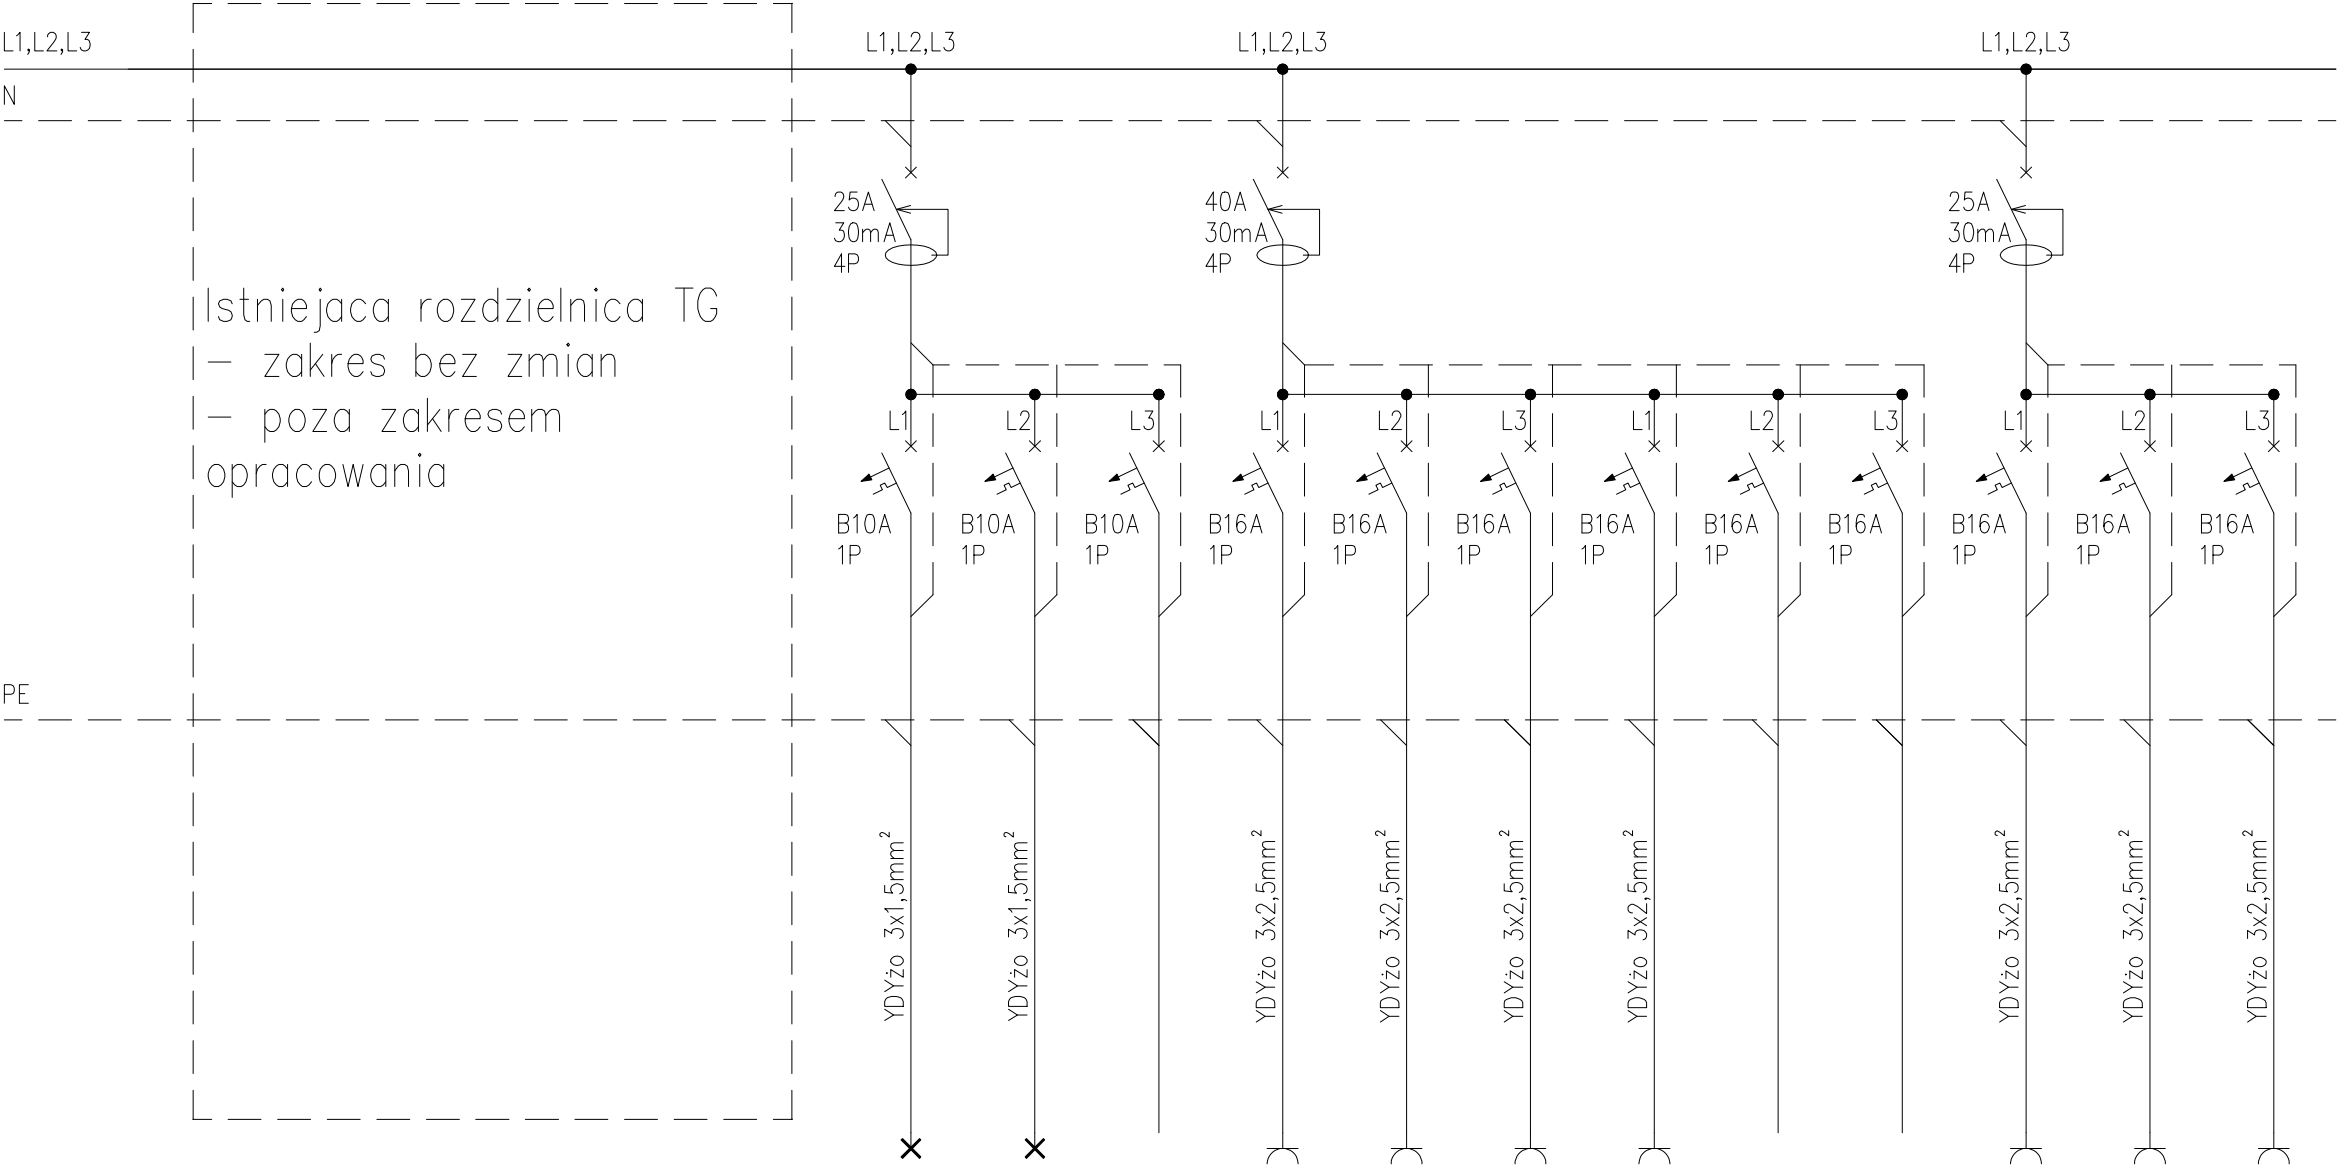 L1,L2,L3
L1,L2,L3
L1,L2,L3
L1,L2,L3
N
25A
30mA
4P
40A
30mA
4P
25A
30mA
4P
Istniejaca rozdzielnica TG
– zakres bez zmian
– poza zakresem
opracowania
L1
L2
L3
L1
L2
L3
L1
L2
L3
L1
L2
L3
B10A
1P
B10A
1P
B10A
1P
B16A
1P
B16A
1P
B16A
1P
B16A
1P
B16A
1P
B16A
1P
B16A
1P
B16A
1P
B16A
1P
PE
YDYżo 3x1,5mm²
YDYżo 3x1,5mm²
YDYżo 3x2,5mm²
YDYżo 3x2,5mm²
YDYżo 3x2,5mm²
YDYżo 3x2,5mm²
YDYżo 3x2,5mm²
YDYżo 3x2,5mm²
YDYżo 3x2,5mm²